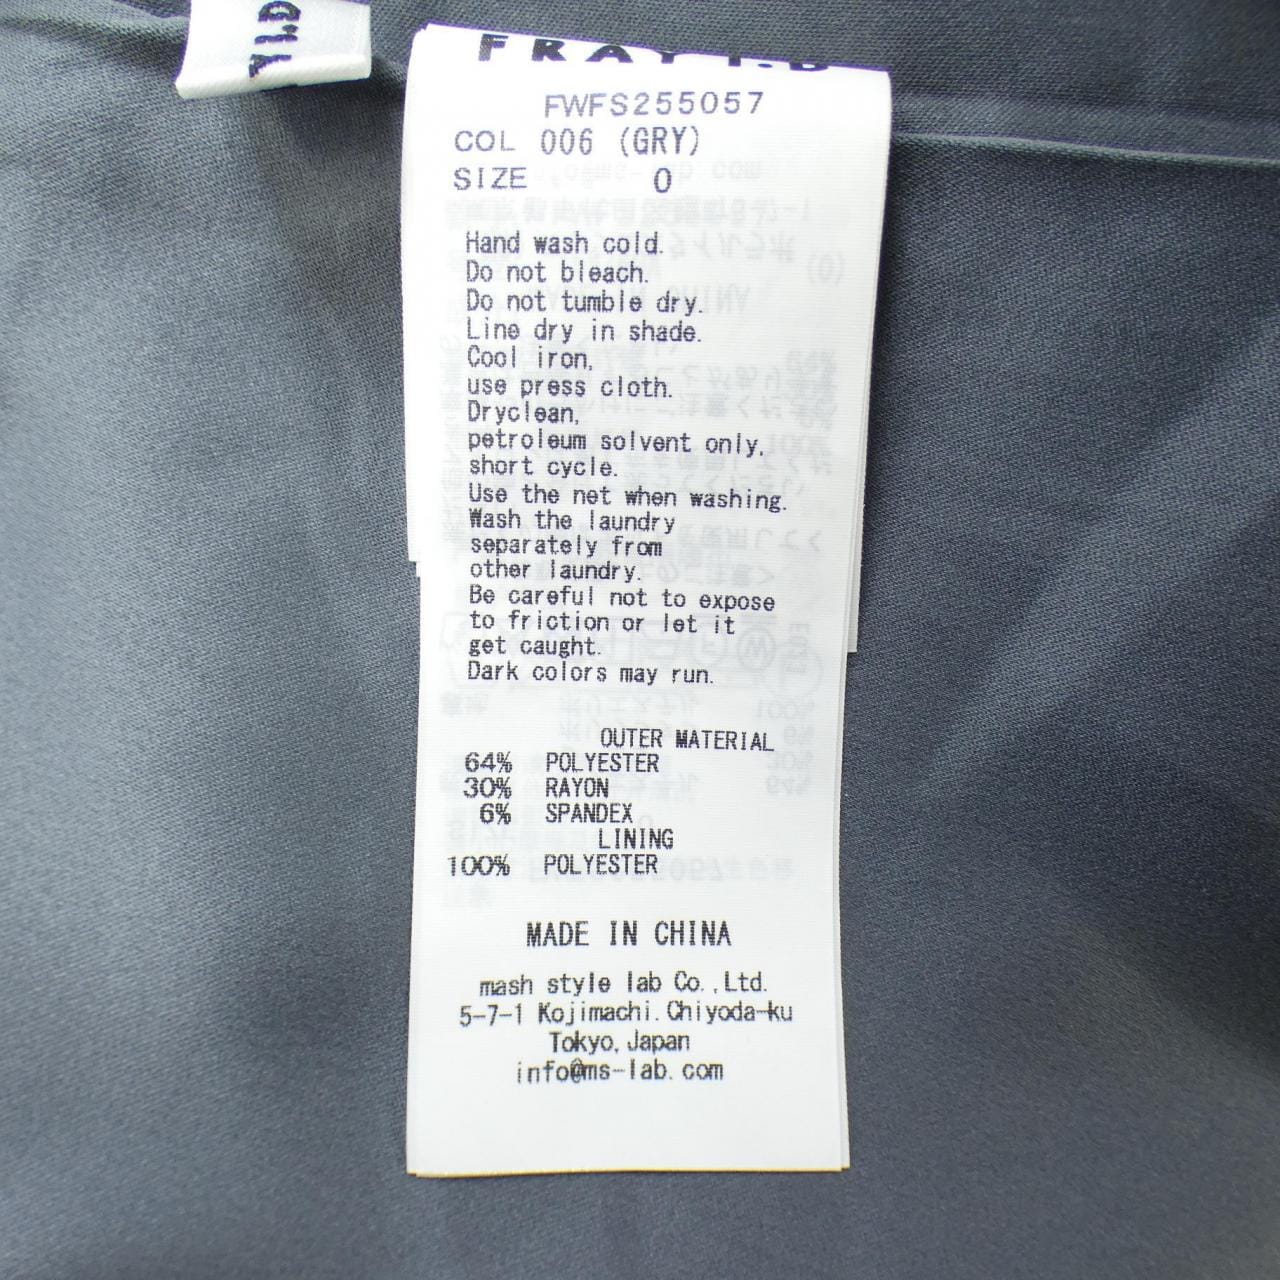 Y I.D
FRAY I.D
FWFS255057
COL 006 (GRY)
SIZE 0
Hand wash cold.
Do not bleach.
Do not tumble dry.
Line dry in shade.
Cool iron,
use press cloth.
Dryclean,
petroleum solvent only,
short cycle.
Use the net when washing.
Wash the laundry
separately from
other laundry.
Be careful not to expose
to friction or let it
get caught.
Dark colors may run.
OUTER MATERIAL
64% POLYESTER
30% RAYON
6% SPANDEX
LINING
100% POLYESTER
MADE IN CHINA
mash style lab Co.,Ltd.
5-7-1 Kojimachi.Chiyoda-ku
Tokyo,Japan
info@ms-lab.com